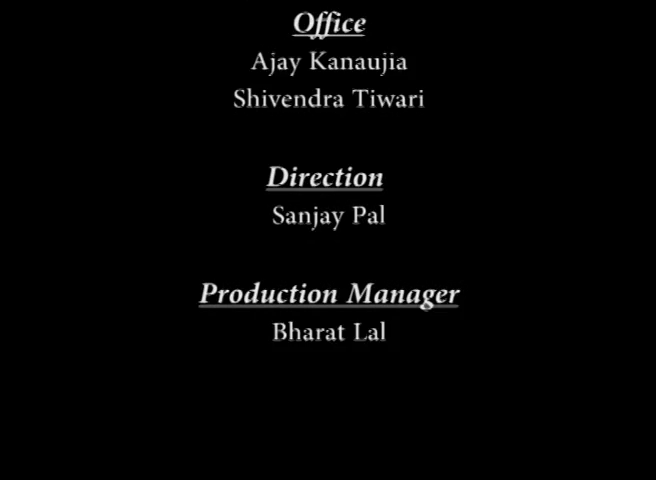 Office
Ajay Kanaujia
Shivendra Tiwari
Direction
Sanjay Pal
Production Manager
Bharat Lal